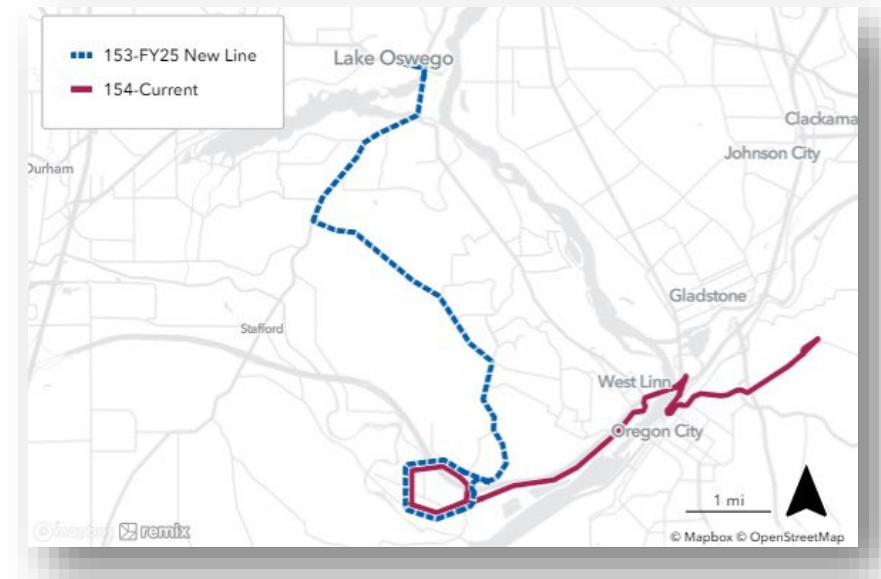 153-FY25 New Line
154-Current
Lake Oswego
Clackama
Johnson City
Durham
Gladstone
Stafford
West Linn
Oregon City
1 mi
mapbox remix
© Mapbox © OpenStreetMap